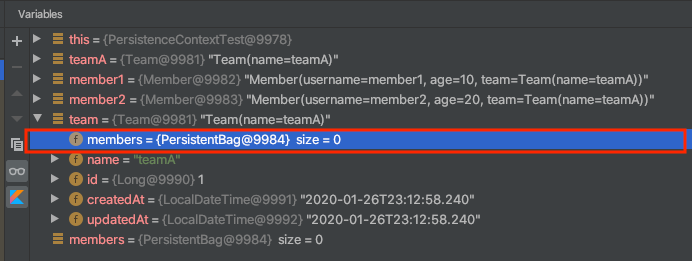 Variables
this = {PersistenceContextTest@9978}
teamA = {Team@9981} "Team(name=teamA)"
member1 = {Member@9982} "Member(username=member1, age=10, team=Team(name=teamA))"
member2 = {Member@9983} "Member(username=member2, age=20, team=Team(name=teamA))"
team = {Team@9981} "Team(name=teamA)"
f members = {PersistentBag@9984} size = 0
f name = "teamA"
f id = {Long@9990} 1
f createdAt = {LocalDateTime@9991} "2020-01-26T23:12:58.240"
f updatedAt = {LocalDateTime@9992} "2020-01-26T23:12:58.240"
members = {PersistentBag@9984} size = 0